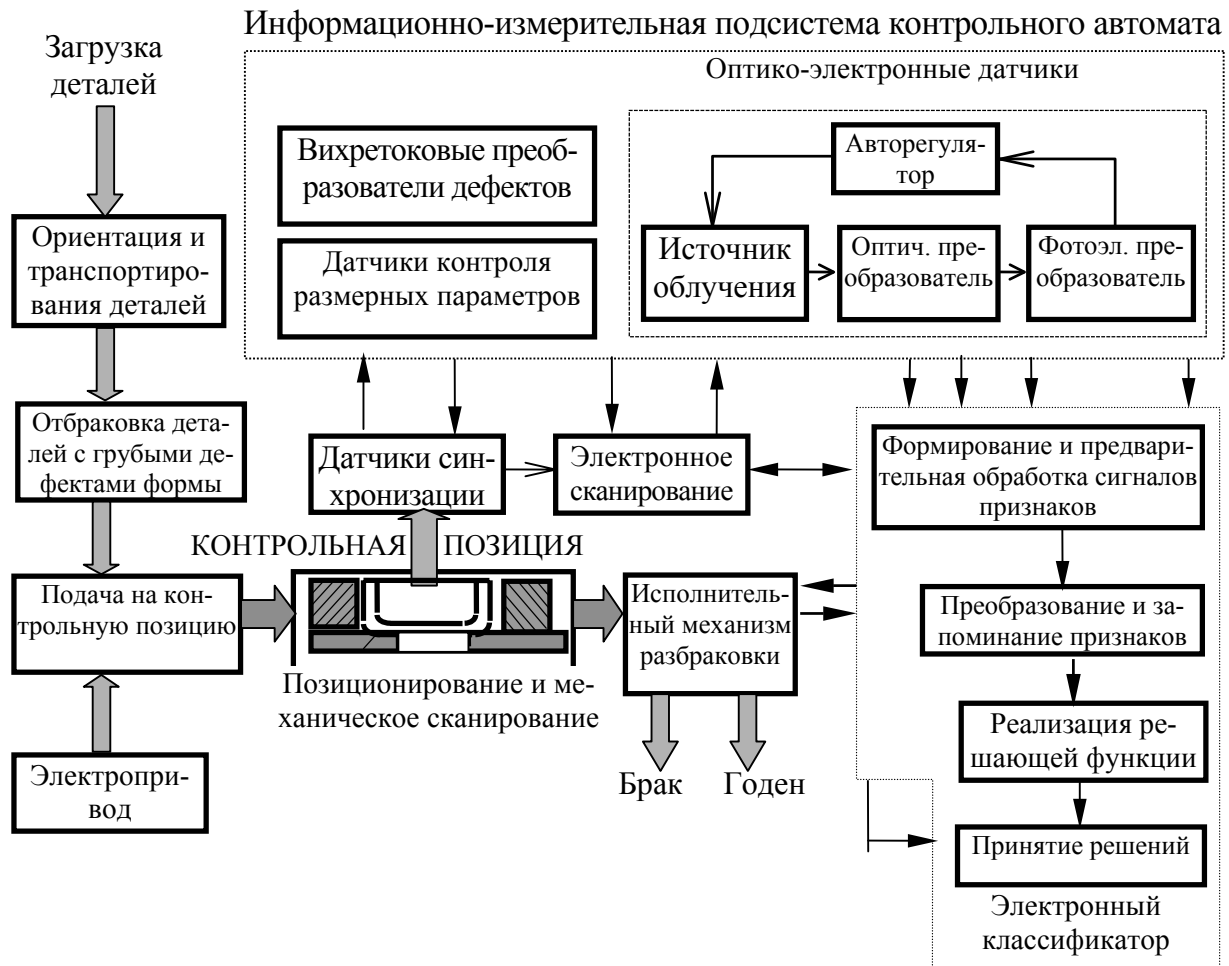 Информационно-измерительная подсистема контрольного автомата
Загрузка
деталей
Оптико-электронные датчики
Вихретоковые преоб-
разователи дефектов
Авторегуля-
тор
Ориентация и
транспортиро-
вания деталей
Датчики контроля
размерных параметров
Источник
облучения
Оптич. пре-
образователь
Фотоэл. пре-
образователь
Отбраковка дета-
лей с грубыми де-
фектами формы
Датчики син-
хронизации
Электронное
сканирование
Формирование и предвари-
тельная обработка сигналов
признаков
КОНТРОЛЬНАЯ ПОЗИЦИЯ
Подача на кон-
трольную позицию
Исполнитель-
ный механизм
разбраковки
Преобразование и за-
поминание признаков
Позиционирование и ме-
ханическое сканирование
Реализация ре-
шающей функции
Электропри-
вод
Брак
Годен
Принятие решений
Электронный
классификатор